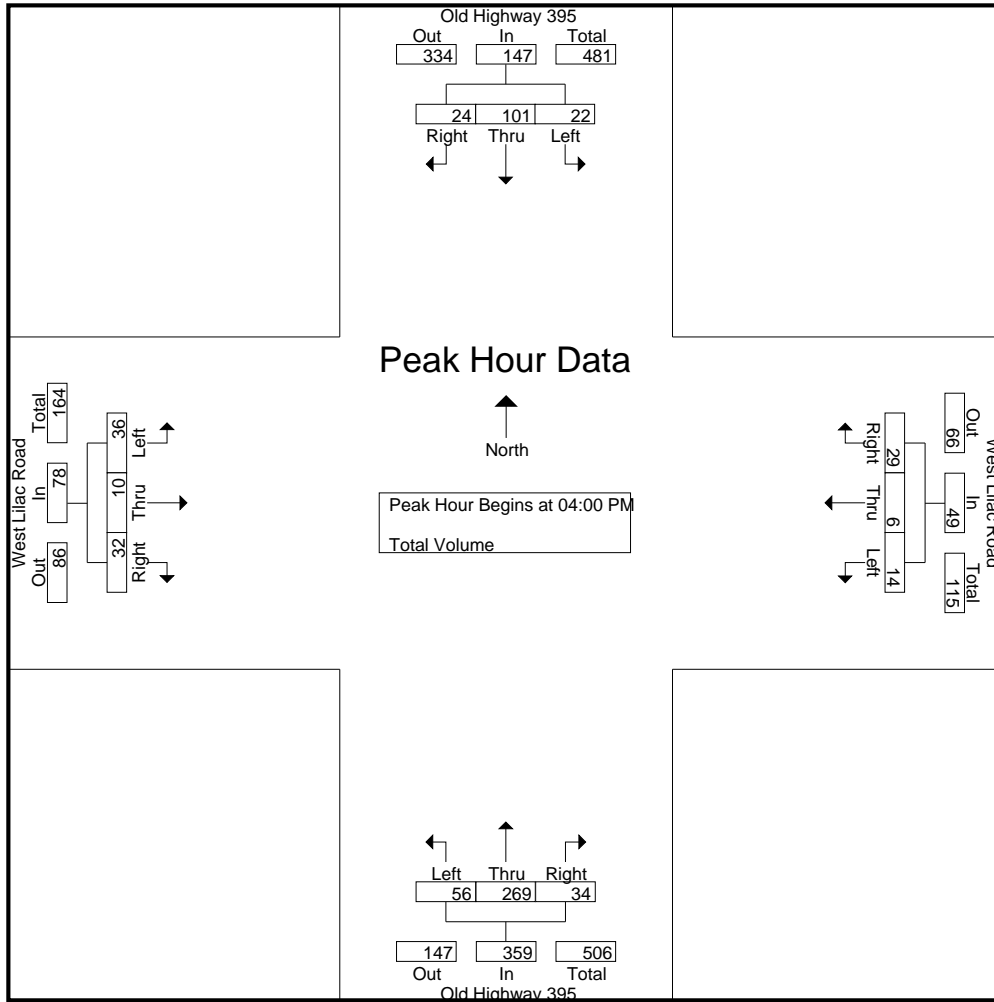 Old Highway 395
Out In Total
334 147 481
24 101 22
Right Thru Left
Peak Hour Data
North
Peak Hour Begins at 04:00 PM
Total Volume
West Lilac Road
Out In Total
86 78 164
32 10 36
Right Thru Left
West Lilac Road
Out In Total
66 49 115
29 6 14
Right Thru Left
Left Thru Right
56 269 34
147 359 506
Out In Total
Old Highway 395